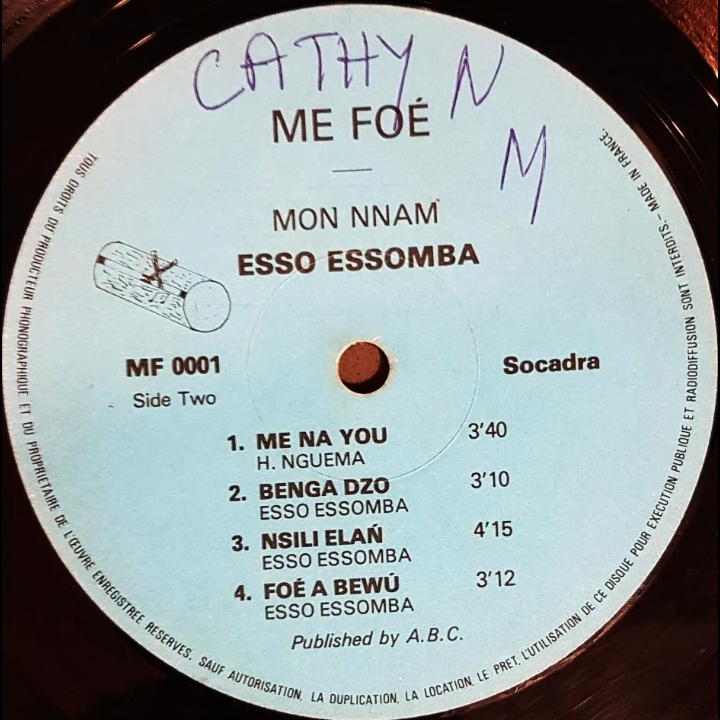 CATHY N
M
ME FOÉ
MON NNAM
ESSO ESSOMBA
MF 0001
Socadra
Side Two
1. ME NA YOU 3'40
H. NGUEMA
2. BENGA DZO 3'10
ESSO ESSOMBA
3. NSILI ELAŃ 4'15
ESSO ESSOMBA
4. FOÉ A BEWÚ 3'12
ESSO ESSOMBA
Published by A.B.C.
TOUS DROITS DU PRODUCTEUR PHONOGRAPHIQUE ET DU PROPRIETAIRE DE L'ŒUVRE ENREGISTREE RESERVES. SAUF AUTORISATION, LA DUPLICATION, LA LOCATION, LE PRET, L'UTILISATION DE CE DISQUE POUR EXECUTION PUBLIQUE ET RADIODIFFUSION SONT INTERDITS. - MADE IN FRANCE.